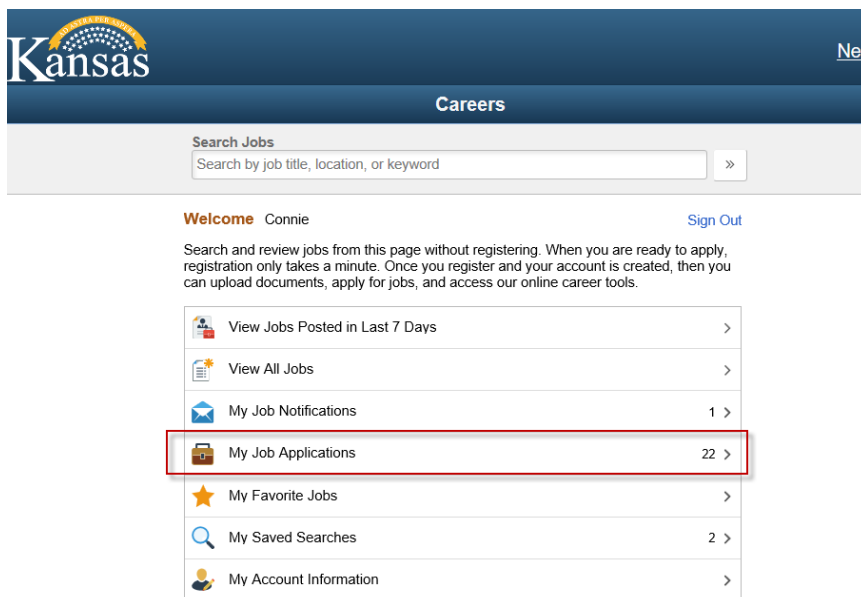 AD ASTRA PER ASPERA
Kansas
Ne
Careers
Search Jobs
Search by job title, location, or keyword
»
Welcome Connie
Sign Out
Search and review jobs from this page without registering. When you are ready to apply,
registration only takes a minute. Once you register and your account is created, then you
can upload documents, apply for jobs, and access our online career tools.
View Jobs Posted in Last 7 Days
View All Jobs
My Job Notifications 1
My Job Applications 22
My Favorite Jobs
My Saved Searches 2
My Account Information